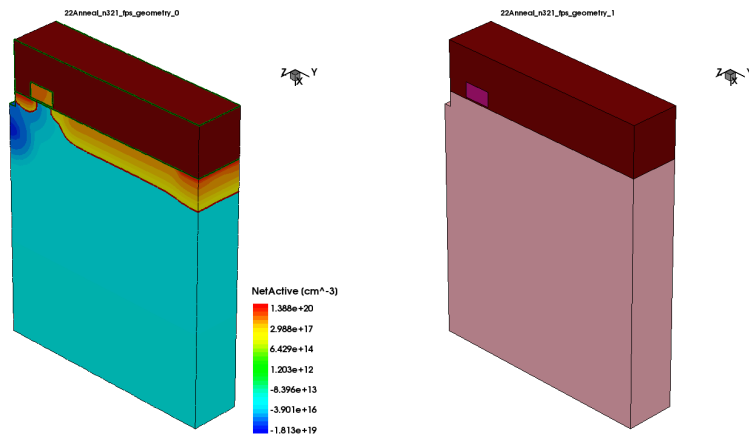 22Anneal_n321_fps_geometry_0
22Anneal_n321_fps_geometry_1
Z Y
X
Z Y
X
NetActive (cm^-3)
1.388e+20
2.988e+17
6.429e+14
1.203e+12
-8.396e+13
-3.901e+16
-1.813e+19